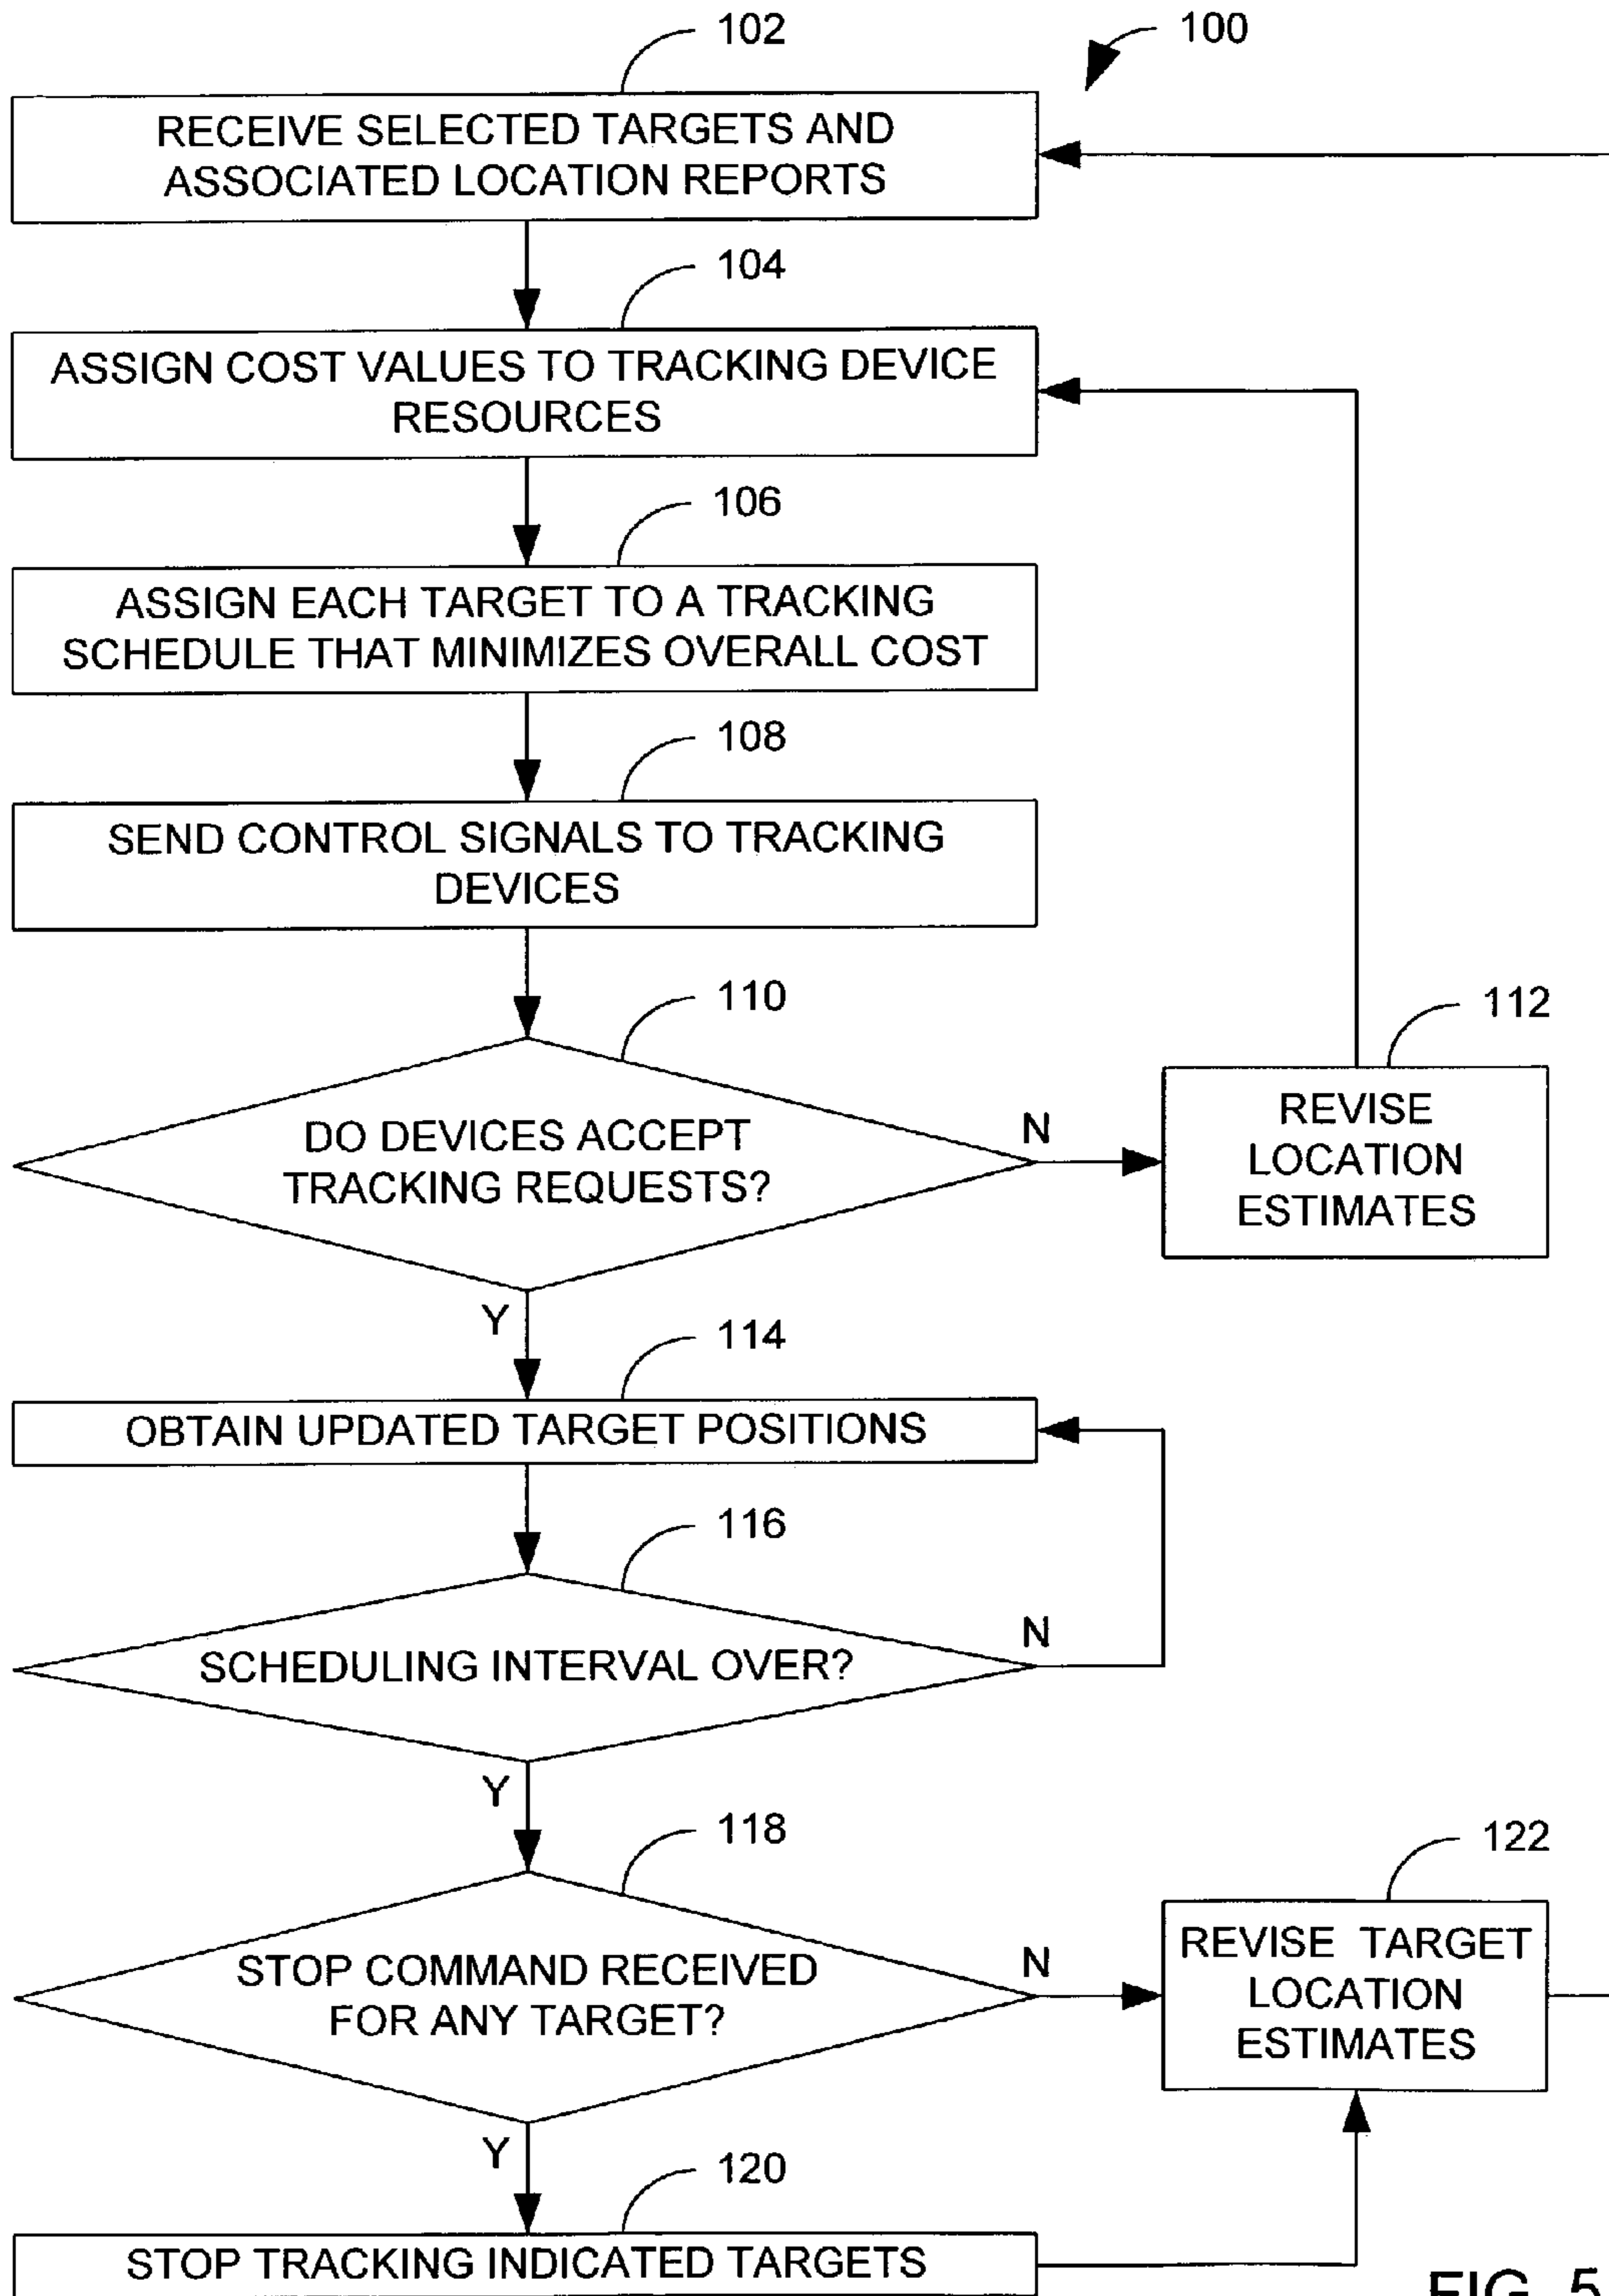 102
100
RECEIVE SELECTED TARGETS AND
ASSOCIATED LOCATION REPORTS
104
ASSIGN COST VALUES TO TRACKING DEVICE
RESOURCES
106
ASSIGN EACH TARGET TO A TRACKING
SCHEDULE THAT MINIMIZES OVERALL COST
108
SEND CONTROL SIGNALS TO TRACKING
DEVICES
110
112
DO DEVICES ACCEPT
TRACKING REQUESTS?
N
REVISE
LOCATION
ESTIMATES
Y
114
OBTAIN UPDATED TARGET POSITIONS
116
SCHEDULING INTERVAL OVER?
N
Y
118
122
STOP COMMAND RECEIVED
FOR ANY TARGET?
N
REVISE TARGET
LOCATION
ESTIMATES
Y
120
STOP TRACKING INDICATED TARGETS
FIG. 5